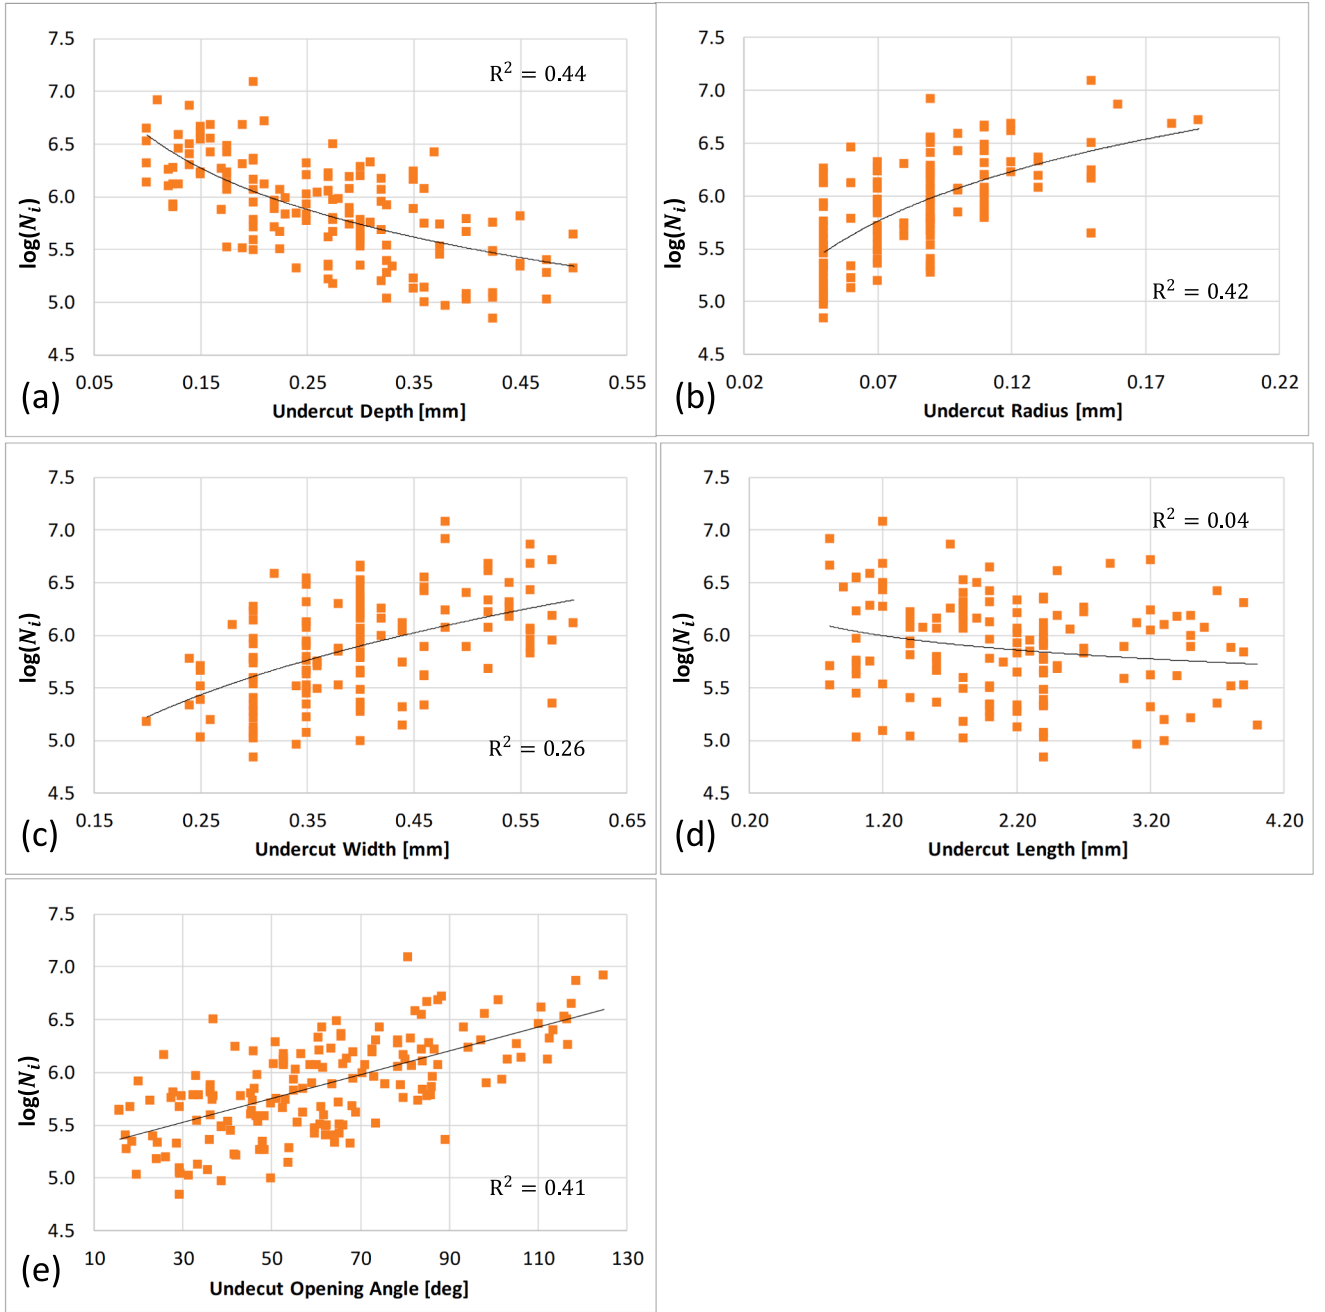 7.5
7.0
6.5
6.0
5.5
5.0
4.5
log(Nᵢ)
R² = 0.44
0.05 0.15 0.25 0.35 0.45 0.55
Undercut Depth [mm]
(a)
7.5
7.0
6.5
6.0
5.5
5.0
4.5
log(Nᵢ)
R² = 0.42
0.02 0.07 0.12 0.17 0.22
Undercut Radius [mm]
(b)
7.5
7.0
6.5
6.0
5.5
5.0
4.5
log(Nᵢ)
R² = 0.26
0.15 0.25 0.35 0.45 0.55 0.65
Undercut Width [mm]
(c)
7.5
7.0
6.5
6.0
5.5
5.0
4.5
log(Nᵢ)
R² = 0.04
0.20 1.20 2.20 3.20 4.20
Undercut Length [mm]
(d)
7.5
7.0
6.5
6.0
5.5
5.0
4.5
log(Nᵢ)
R² = 0.41
10 30 50 70 90 110 130
Undecut Opening Angle [deg]
(e)